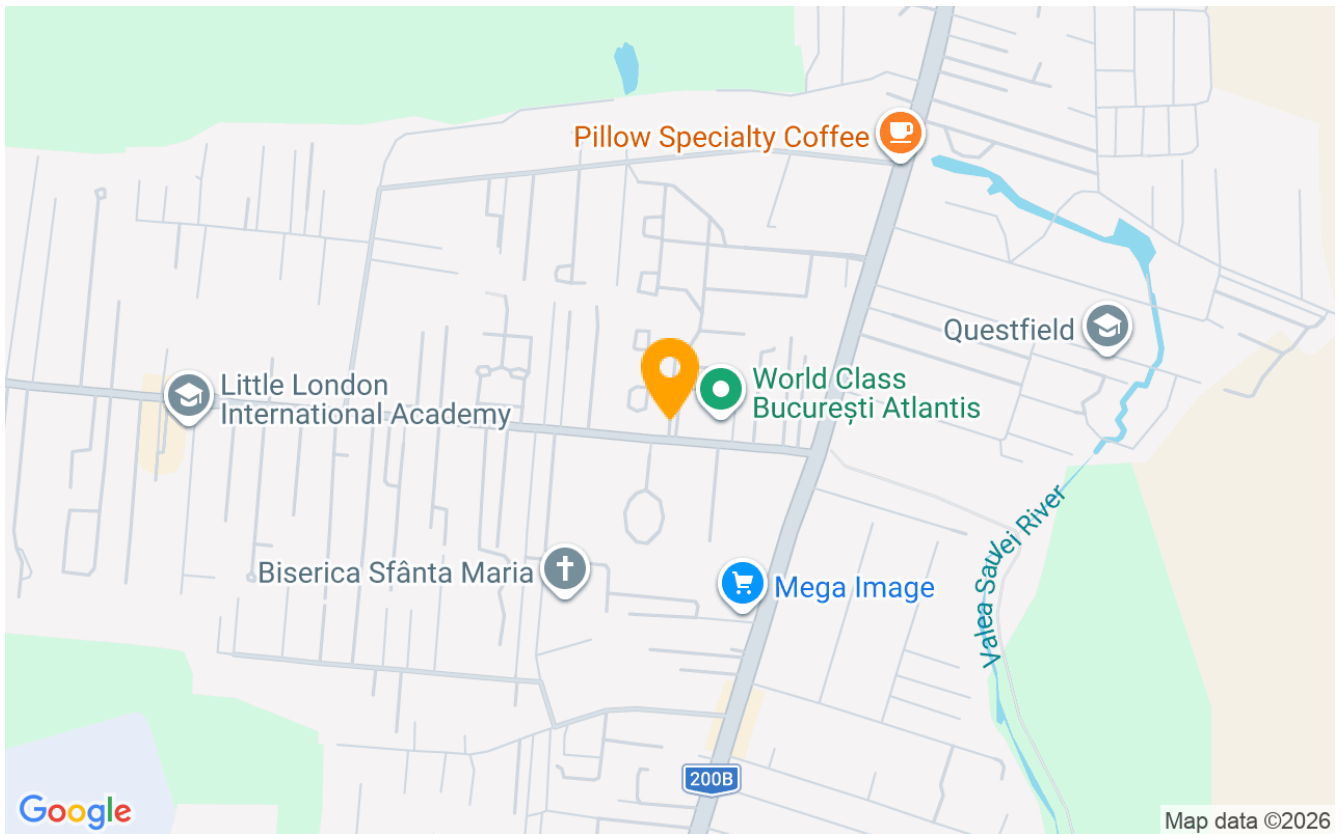 Pillow Specialty Coffee
Questfield
World Class
București Atlantis
Little London
International Academy
Valea Saulei River
Biserica Sfânta Maria
Mega Image
200B
Google
Map data ©2026